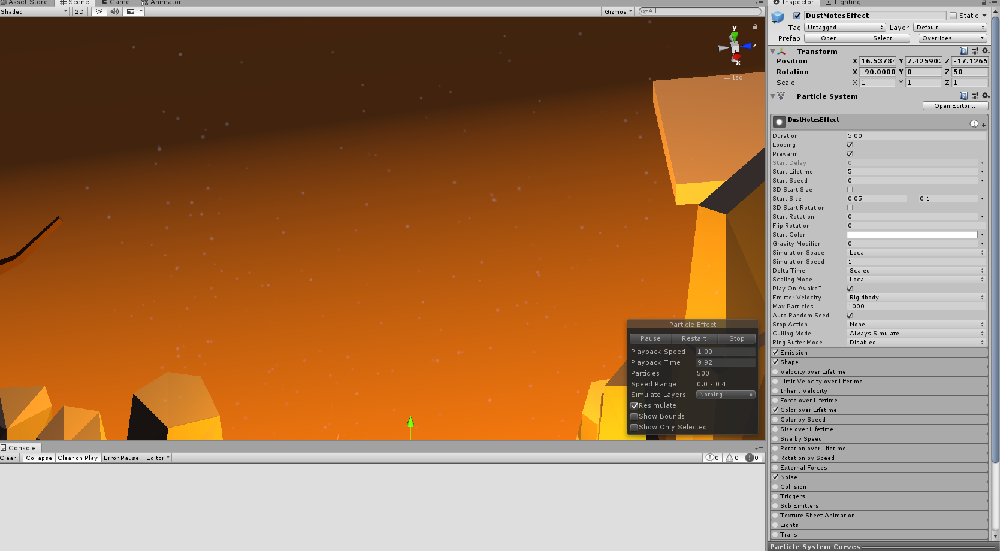 Asset Store Scene Game Animator
Shaded 2D Gizmos All
y
z
x
Iso
Particle Effect
Pause Restart Stop
Playback Speed 1.00
Playback Time 9.92
Particles 500
Speed Range 0.0 - 0.4
Simulate Layers Nothing
Resimulate
Show Bounds
Show Only Selected
Console
Clear Collapse Clear on Play Error Pause Editor 0 0 0
Inspector Lighting
DustMotesEffect Static
Tag Untagged Layer Default
Prefab Open Select Overrides
Transform
Position X 16.53784 Y 7.425902 Z -17.1265
Rotation X -90.0000 Y 0 Z 50
Scale X 1 Y 1 Z 1
Particle System
Open Editor...
DustMotesEffect
Duration 5.00
Looping
Prewarm
Start Delay 0
Start Lifetime 5
Start Speed 0
3D Start Size
Start Size 0.05 0.1
3D Start Rotation
Start Rotation 0
Flip Rotation 0
Start Color
Gravity Modifier 0
Simulation Space Local
Simulation Speed 1
Delta Time Scaled
Scaling Mode Local
Play On Awake*
Emitter Velocity Rigidbody
Max Particles 1000
Auto Random Seed
Stop Action None
Culling Mode Always Simulate
Ring Buffer Mode Disabled
Emission
Shape
Velocity over Lifetime
Limit Velocity over Lifetime
Inherit Velocity
Force over Lifetime
Color over Lifetime
Color by Speed
Size over Lifetime
Size by Speed
Rotation over Lifetime
Rotation by Speed
External Forces
Noise
Collision
Triggers
Sub Emitters
Texture Sheet Animation
Lights
Trails
Particle System Curves